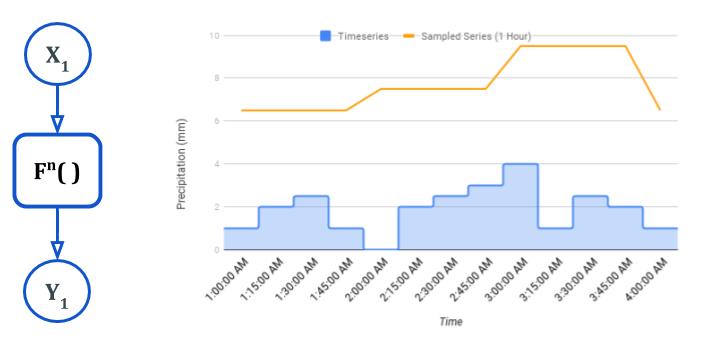 X1
Fn()
Y1
Timeseries
Sampled Series (1 Hour)
Precipitation (mm)
10
8
6
4
2
0
1:00:00 AM
1:15:00 AM
1:30:00 AM
1:45:00 AM
2:00:00 AM
2:15:00 AM
2:30:00 AM
2:45:00 AM
3:00:00 AM
3:15:00 AM
3:30:00 AM
3:45:00 AM
4:00:00 AM
Time